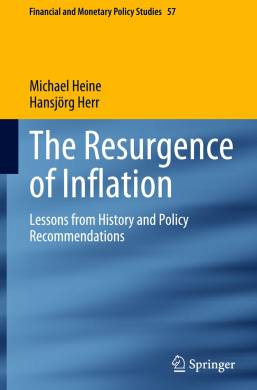 Financial and Monetary Policy Studies 57
Michael Heine
Hansjörg Herr
The Resurgence
of Inflation
Lessons from History and Policy
Recommendations
Springer